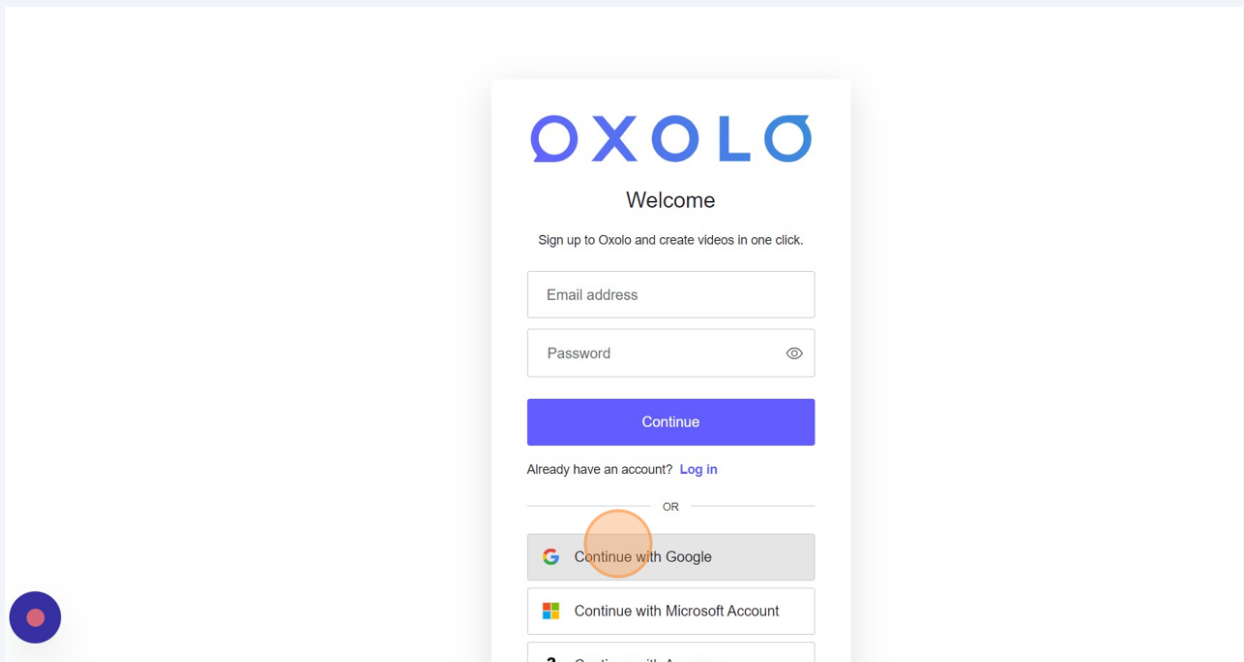 OXOLO
Welcome
Sign up to Oxolo and create videos in one click.
Email address
Password
Continue
Already have an account? Log in
OR
Continue with Google
Continue with Microsoft Account